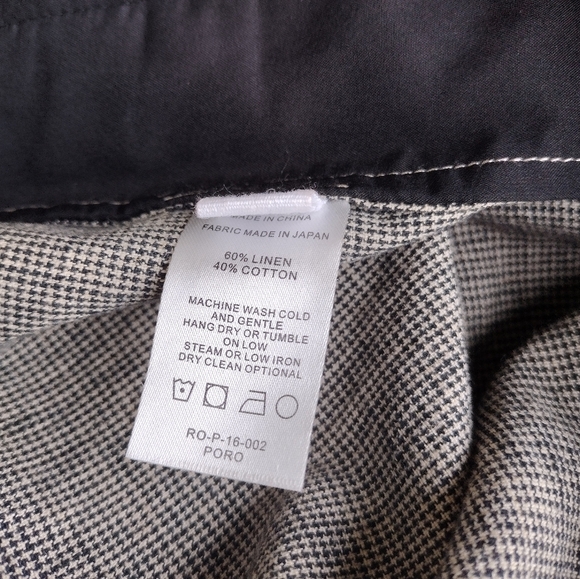 MADE IN CHINA
FABRIC MADE IN JAPAN
60% LINEN
40% COTTON
MACHINE WASH COLD
AND GENTLE
HANG DRY OR TUMBLE
ON LOW
STEAM OR LOW IRON
DRY CLEAN OPTIONAL
RO-P-16-002
PORO